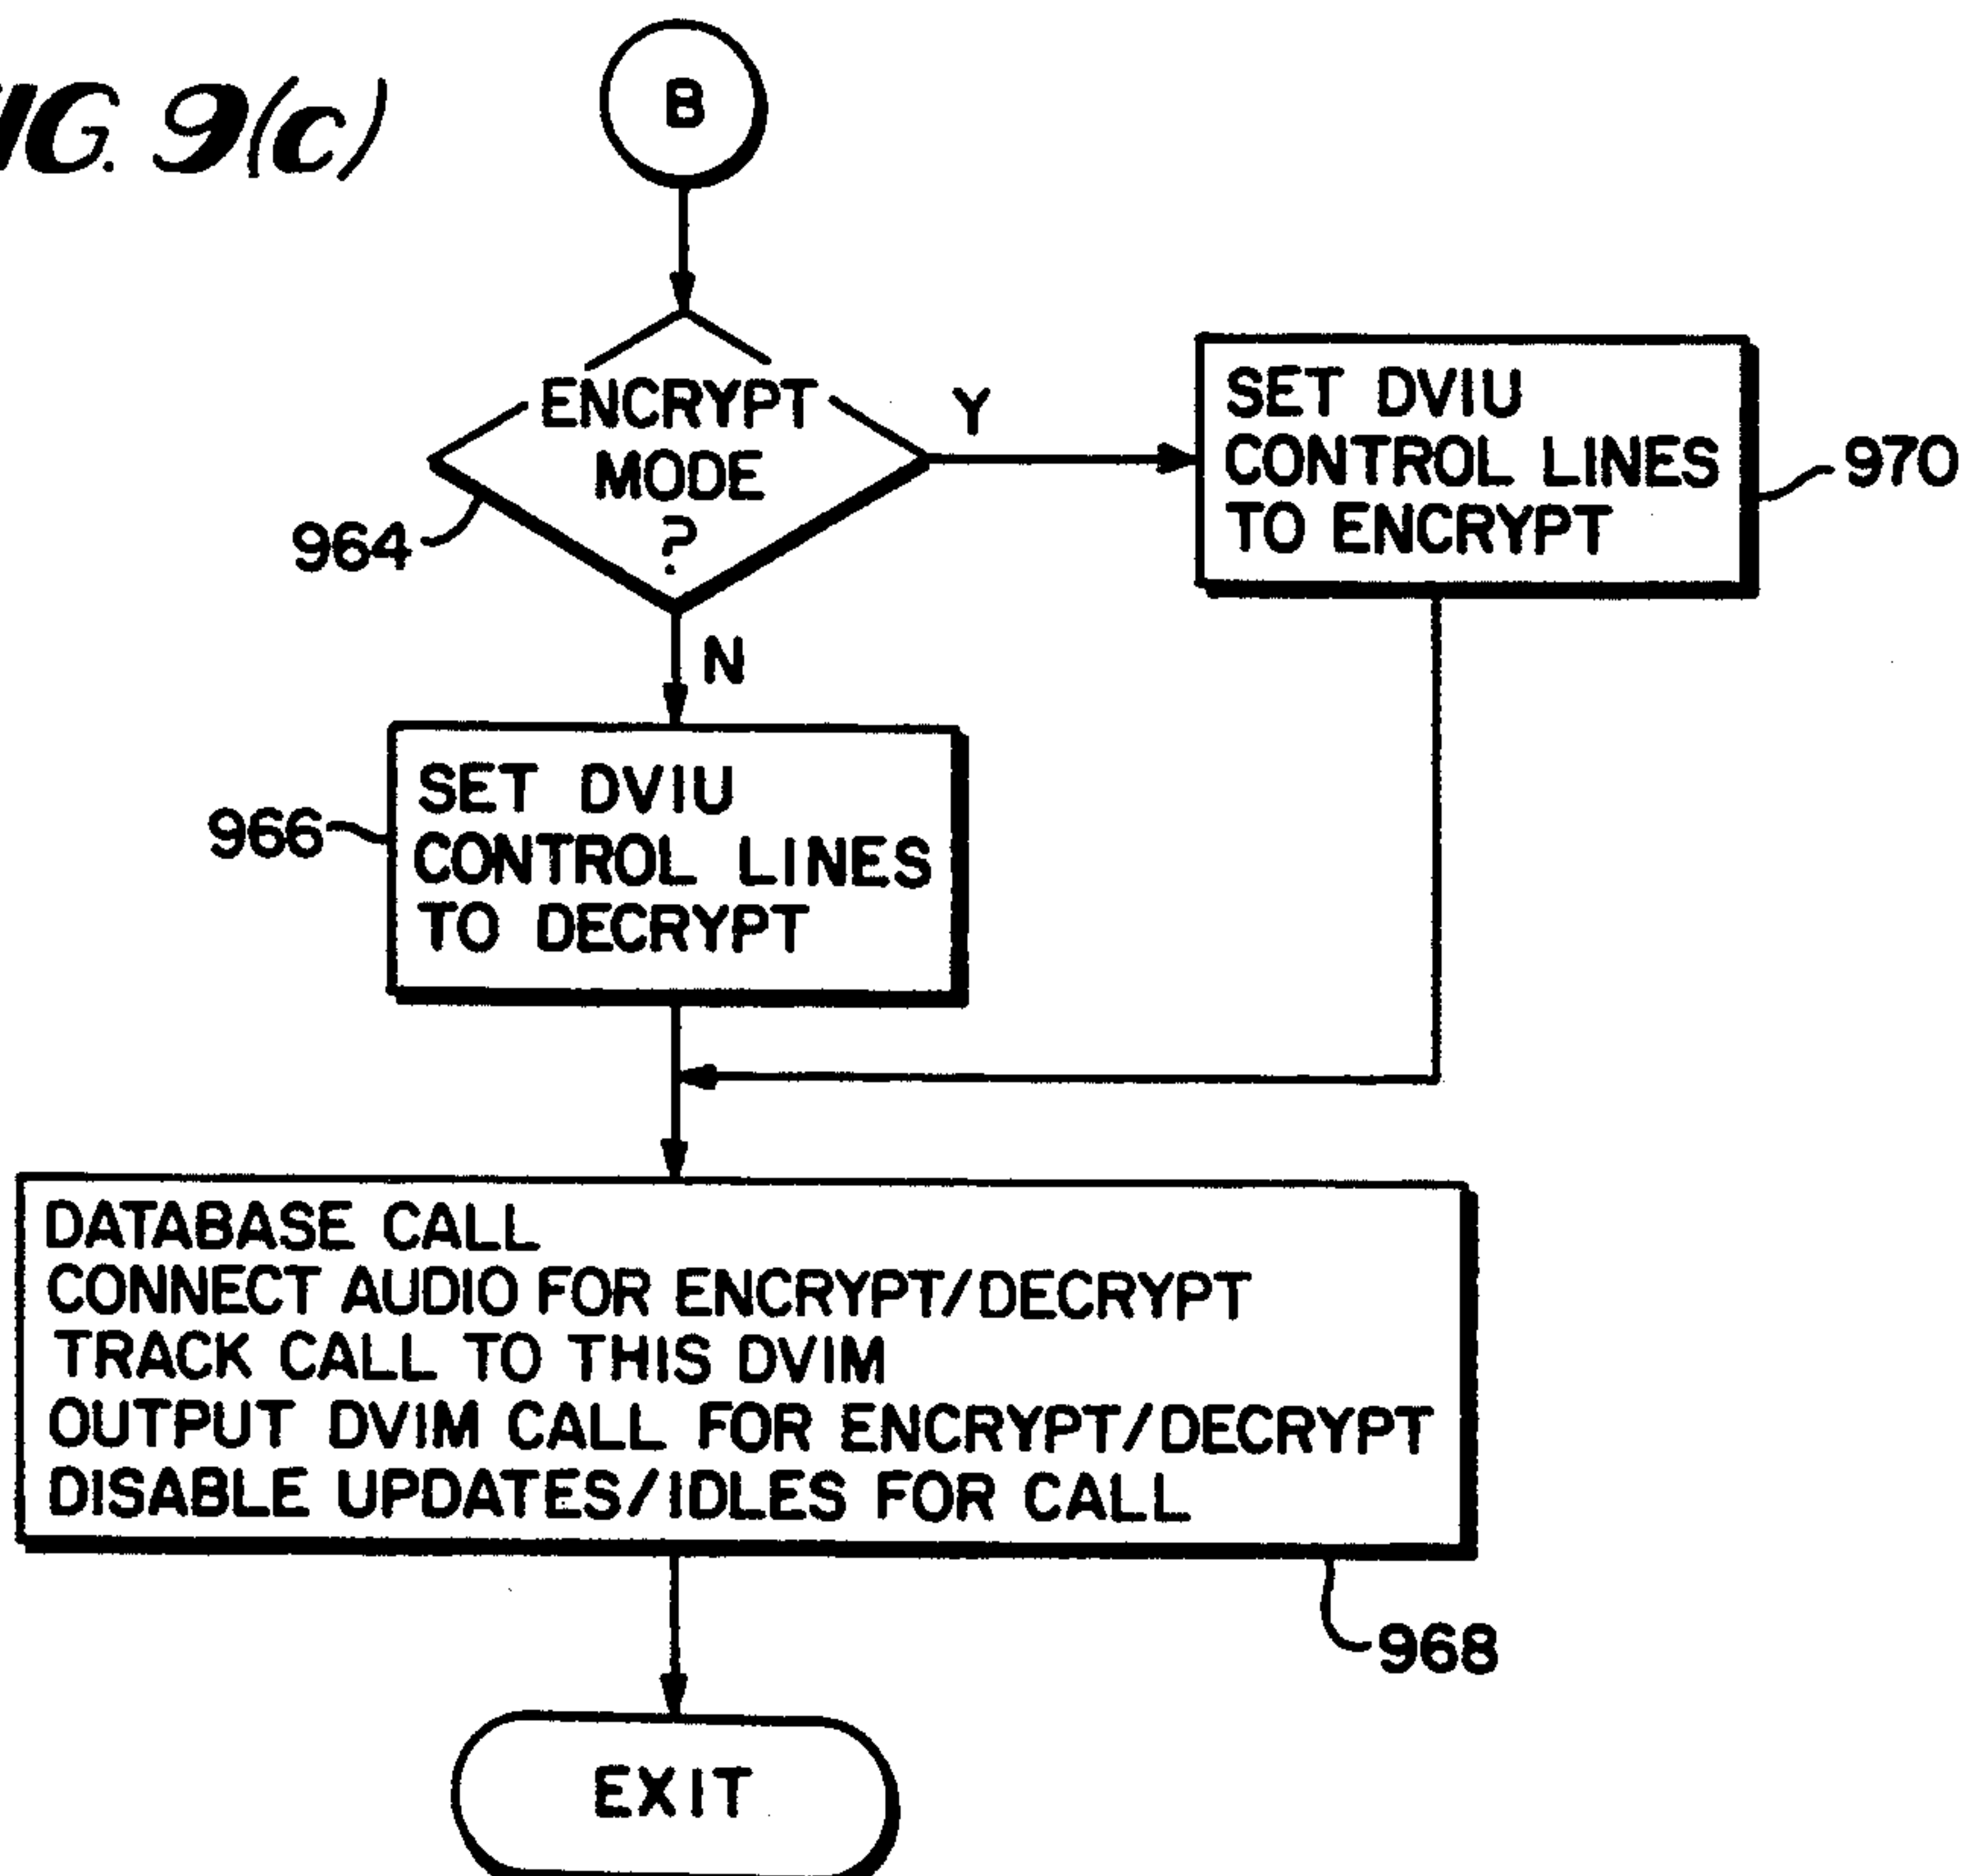 IG. 9(c)
B
ENCRYPT
MODE
?
Y
N
964
SET DVIU
CONTROL LINES
TO ENCRYPT
970
966
SET DVIU
CONTROL LINES
TO DECRYPT
DATABASE CALL
CONNECT AUDIO FOR ENCRYPT/DECRYPT
TRACK CALL TO THIS DVIM
OUTPUT DVIM CALL FOR ENCRYPT/DECRYPT
DISABLE UPDATES/IDLES FOR CALL
968
EXIT